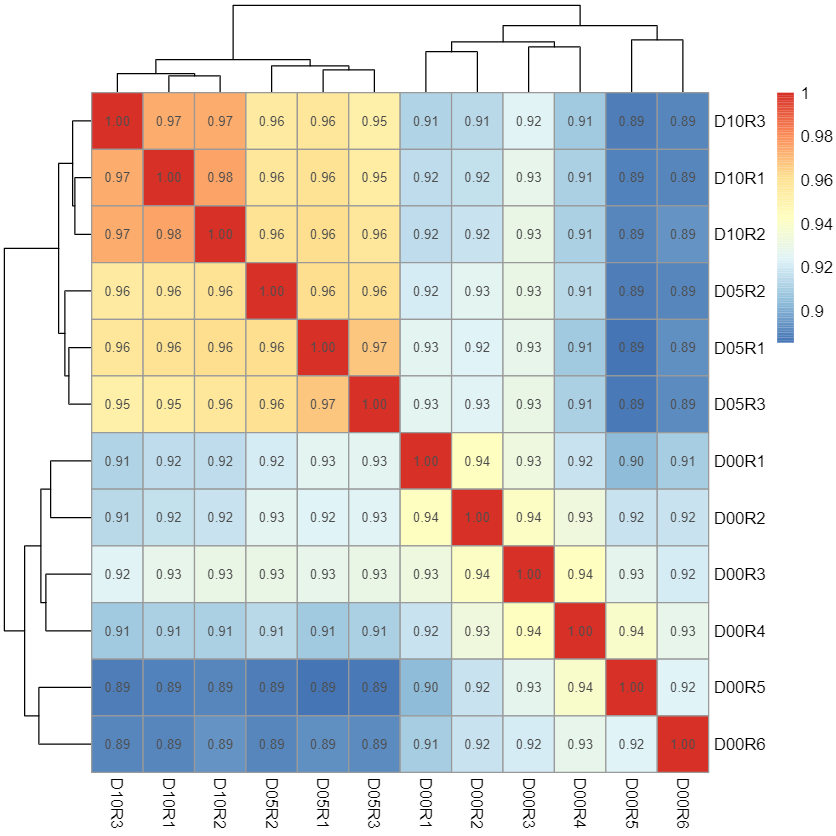 1.00 0.97 0.97 0.96 0.96 0.95 0.91 0.91 0.92 0.91 0.89 0.89 D10R3
0.97 1.00 0.98 0.96 0.96 0.95 0.92 0.92 0.93 0.91 0.89 0.89 D10R1
0.97 0.98 1.00 0.96 0.96 0.96 0.92 0.92 0.93 0.91 0.89 0.89 D10R2
0.96 0.96 0.96 1.00 0.96 0.96 0.92 0.93 0.93 0.91 0.89 0.89 D05R2
0.96 0.96 0.96 0.96 1.00 0.97 0.93 0.92 0.93 0.91 0.89 0.89 D05R1
0.95 0.95 0.96 0.96 0.97 1.00 0.93 0.93 0.93 0.91 0.89 0.89 D05R3
0.91 0.92 0.92 0.92 0.93 0.93 1.00 0.94 0.93 0.92 0.90 0.91 D00R1
0.91 0.92 0.92 0.93 0.92 0.93 0.94 1.00 0.94 0.93 0.92 0.92 D00R2
0.92 0.93 0.93 0.93 0.93 0.93 0.93 0.94 1.00 0.94 0.93 0.92 D00R3
0.91 0.91 0.91 0.91 0.91 0.91 0.92 0.93 0.94 1.00 0.94 0.93 D00R4
0.89 0.89 0.89 0.89 0.89 0.89 0.90 0.92 0.93 0.94 1.00 0.92 D00R5
0.89 0.89 0.89 0.89 0.89 0.89 0.91 0.92 0.92 0.93 0.92 1.00 D00R6
D10R3 D10R1 D10R2 D05R2 D05R1 D05R3 D00R1 D00R2 D00R3 D00R4 D00R5 D00R6
1
0.98
0.96
0.94
0.92
0.9